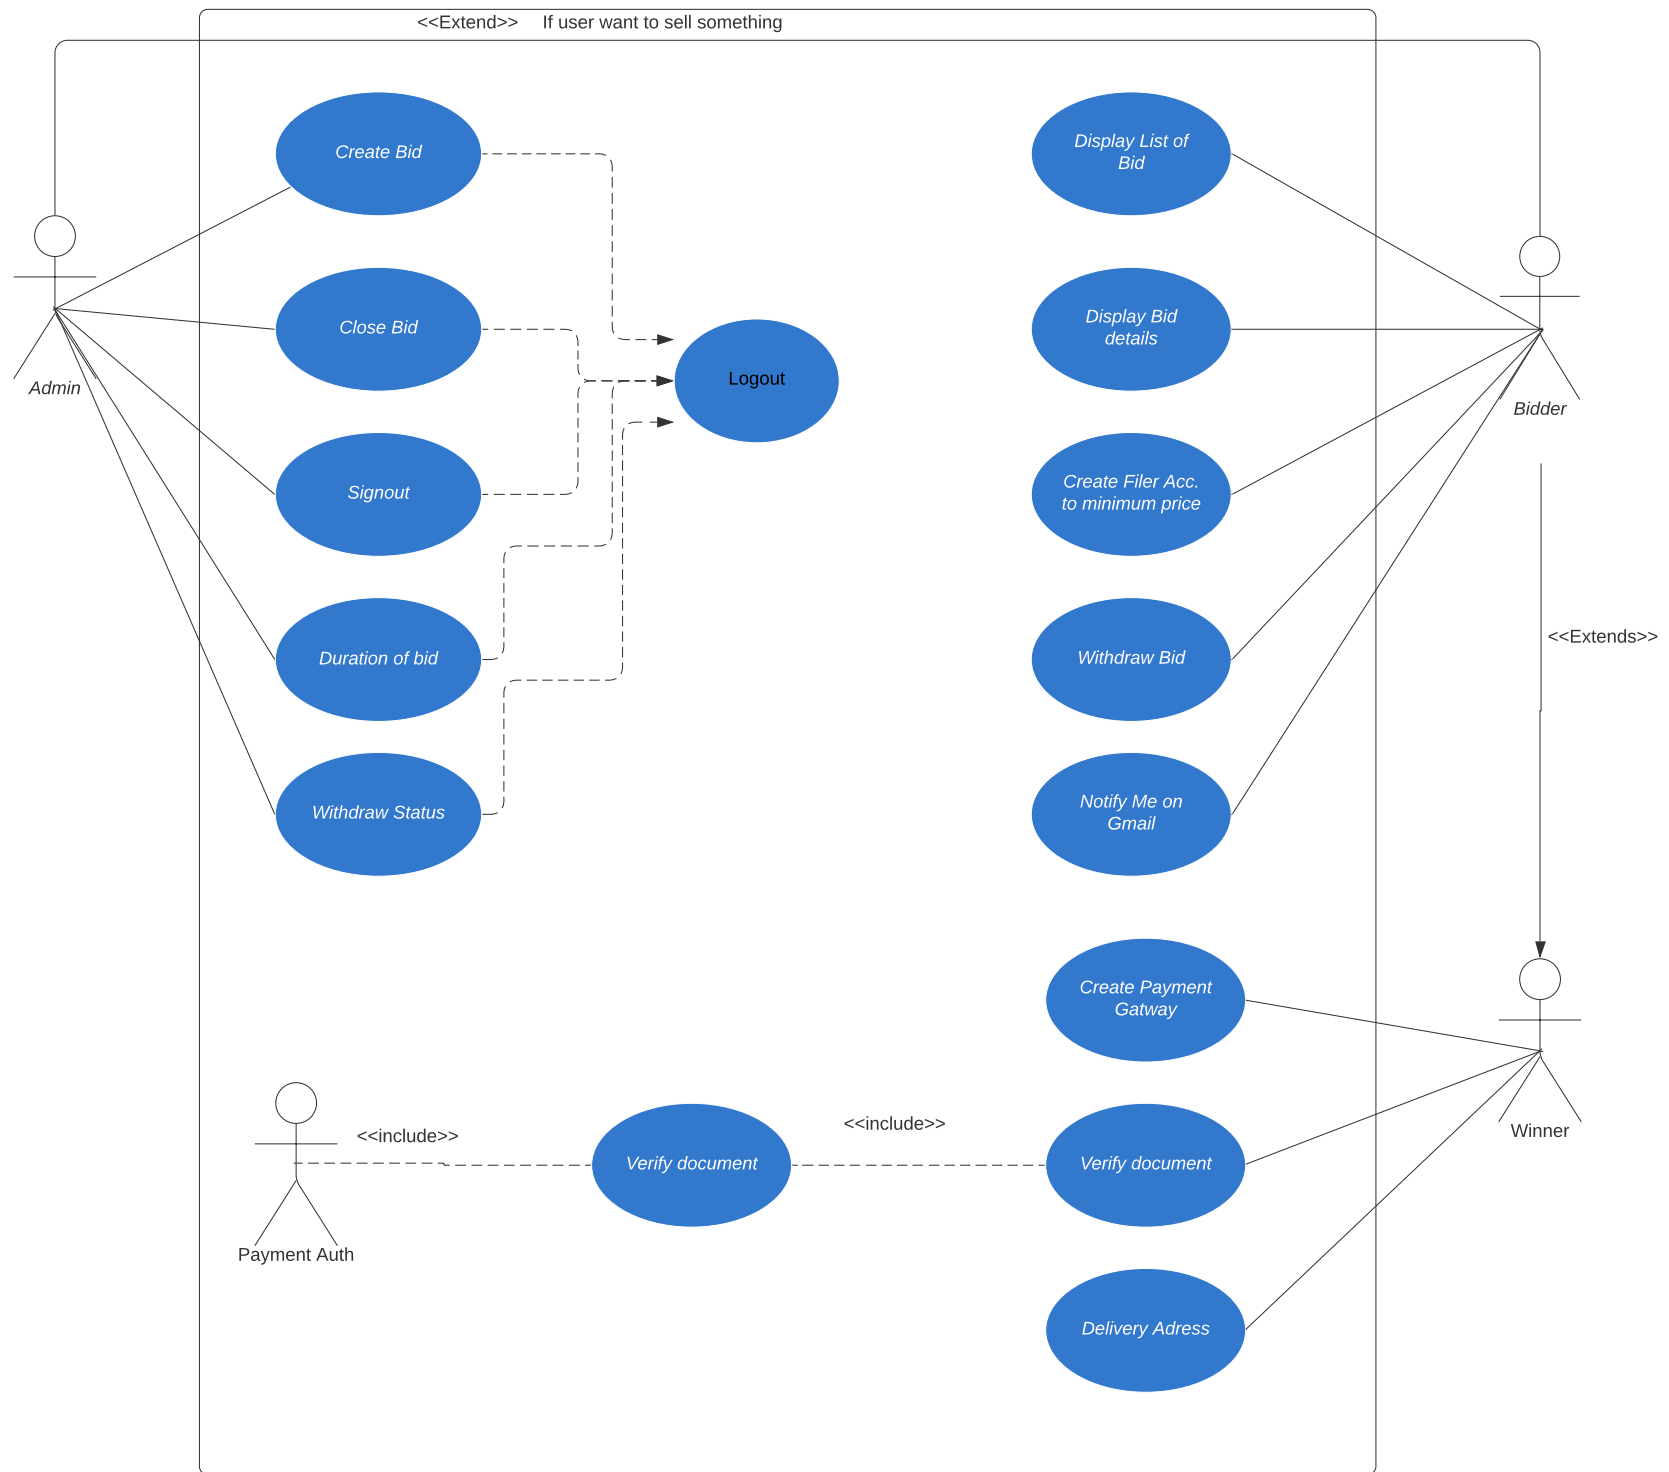 <<Extend>> If user want to sell something
Create Bid
Display List of
Bid
Close Bid
Display Bid
details
Logout
Admin
Bidder
Signout
Create Filer Acc.
to minimum price
<<Extends>>
Duration of bid
Withdraw Bid
Withdraw Status
Notify Me on
Gmail
Create Payment
Gatway
<<include>>
<<include>>
Winner
Verify document
Verify document
Payment Auth
Delivery Adress